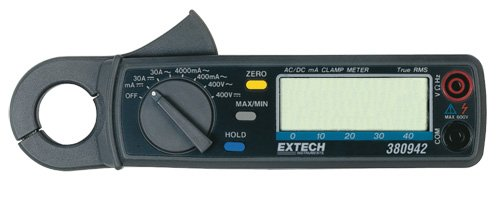 AC/DC mA CLAMP METER True RMS
ZERO
MAX/MIN
HOLD
30A~
4000mA~
30A
400mA
mA
400V~
OFF
400V
V Ω Hz
MAX 600V
COM
0 10 20 30 40
EXTECH
INSTRUMENTS
380942